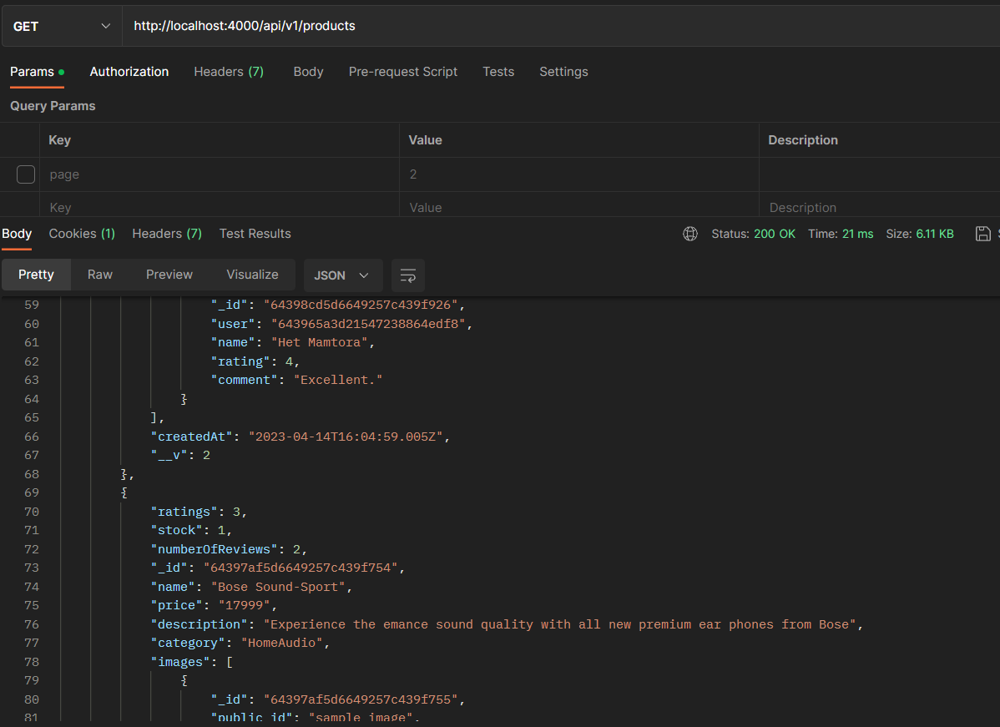 GET http://localhost:4000/api/v1/products
Params Authorization Headers (7) Body Pre-request Script Tests Settings
Query Params
Key Value Description
page 2
Key Value Description
Body Cookies (1) Headers (7) Test Results Status: 200 OK Time: 21 ms Size: 6.11 KB
Pretty Raw Preview Visualize JSON
59 "_id": "64398cd5d6649257c439f926",
60 "user": "643965a3d21547238864edf8",
61 "name": "Het Mamtora",
62 "rating": 4,
63 "comment": "Excellent."
64 }
65 ],
66 "createdAt": "2023-04-14T16:04:59.005Z",
67 "__v": 2
68 },
69 {
70 "ratings": 3,
71 "stock": 1,
72 "numberOfReviews": 2,
73 "_id": "64397af5d6649257c439f754",
74 "name": "Bose Sound-Sport",
75 "price": "17999",
76 "description": "Experience the emance sound quality with all new premium ear phones from Bose",
77 "category": "HomeAudio",
78 "images": [
79 {
80 "_id": "64397af5d6649257c439f755",
81 "public_id": "sample image",